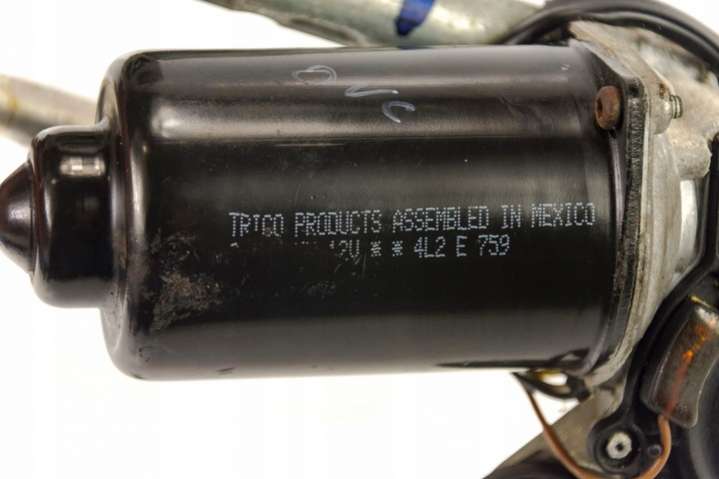 TRICO PRODUCTS ASSEMBLED IN MEXICO
12V * * 4L2 E 759